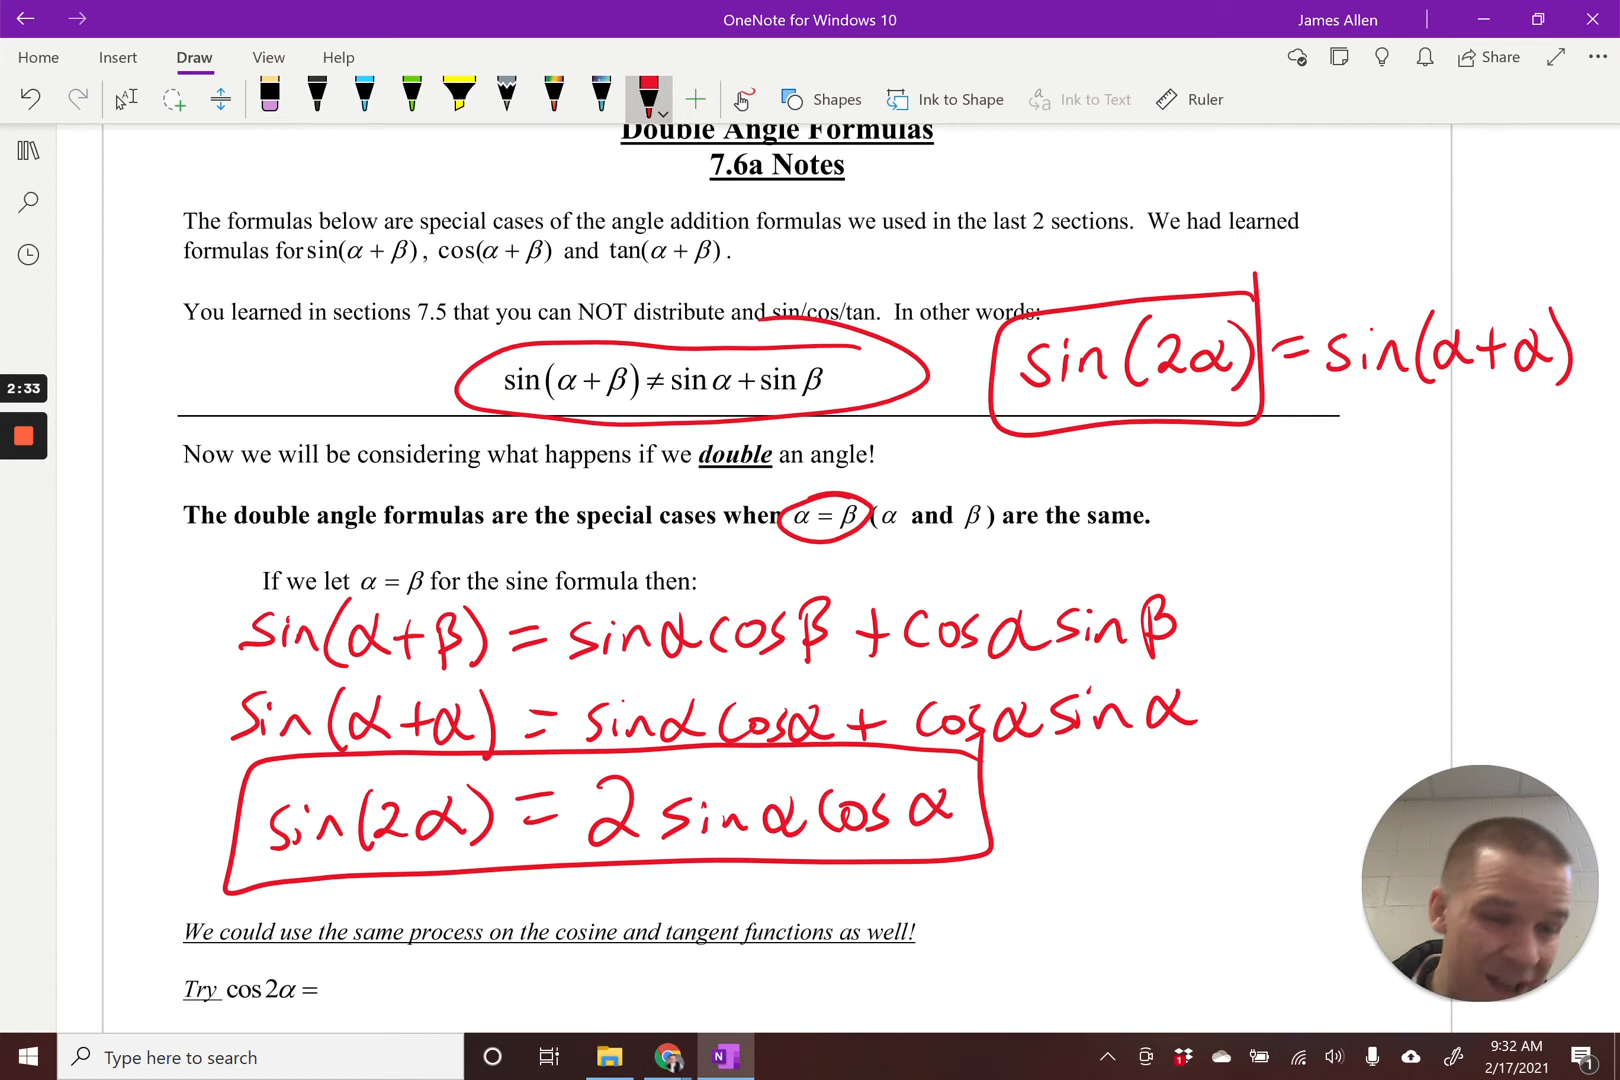 OneNote for Windows 10
James Allen
Home Insert Draw View Help
Share
Shapes Ink to Shape Ink to Text Ruler
Double Angle Formulas
7.6a Notes
The formulas below are special cases of the angle addition formulas we used in the last 2 sections. We had learned
formulas for sin(α + β), cos(α + β) and tan(α + β).
You learned in sections 7.5 that you can NOT distribute and sin/cos/tan. In other words:
sin(2α) = sin(α+α)
sin(α + β) ≠ sin α + sin β
2:33
Now we will be considering what happens if we double an angle!
The double angle formulas are the special cases when α = β (α and β) are the same.
If we let α = β for the sine formula then:
sin(α+β) = sinα cosβ + cosα sinβ
sin(α+α) = sinα cosα + cosα sinα
sin(2α) = 2 sinα cosα
We could use the same process on the cosine and tangent functions as well!
Try cos2α =
Type here to search
N
1
9:32 AM
2/17/2021
1